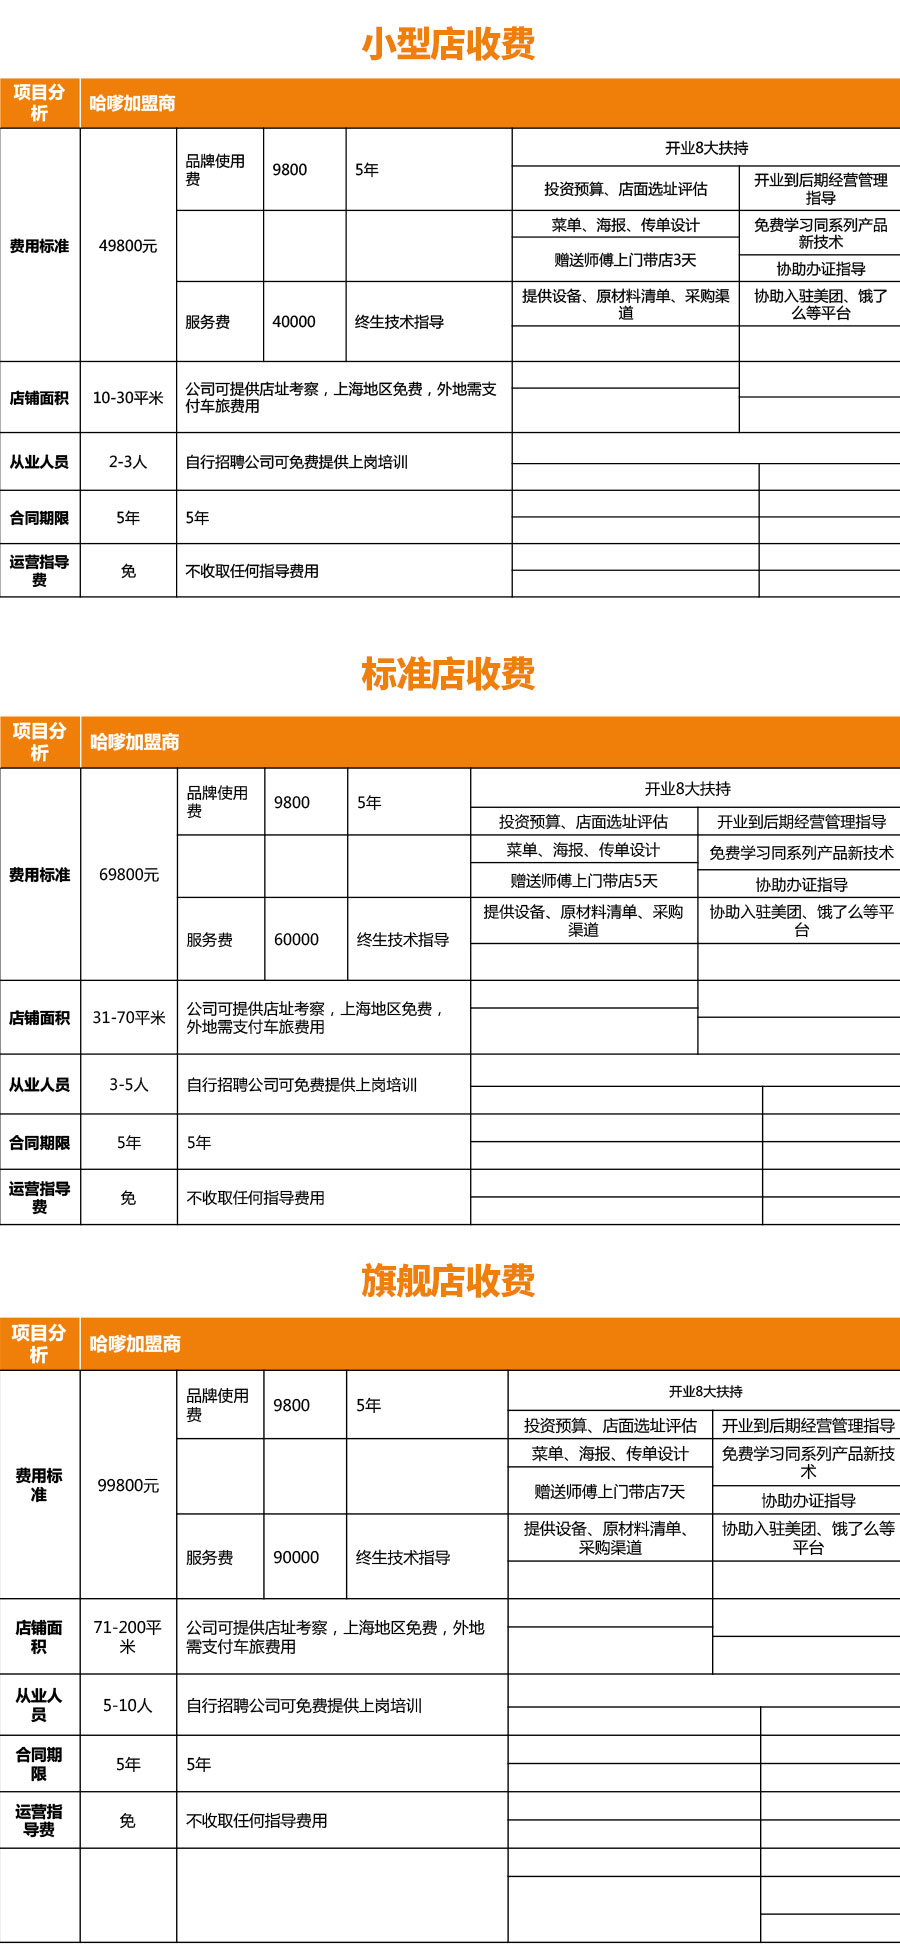 小型店收费
项目分
析
哈嗲加盟商
费用标准
49800元
品牌使用
费
9800
5年
开业8大扶持
投资预算、店面选址评估
开业到后期经营管理
指导
菜单、海报、传单设计
免费学习同系列产品
新技术
赠送师傅上门带店3天
协助办证指导
服务费
40000
终生技术指导
提供设备、原材料清单、采购渠
道
协助入驻美团、饿了
么等平台
店铺面积
10-30平米
公司可提供店址考察，上海地区免费，外地需支
付车旅费用
从业人员
2-3人
自行招聘公司可免费提供上岗培训
合同期限
5年
5年
运营指导
费
免
不收取任何指导费用
标准店收费
项目分
析
哈嗲加盟商
费用标准
69800元
品牌使用
费
9800
5年
开业8大扶持
投资预算、店面选址评估
开业到后期经营管理指导
菜单、海报、传单设计
免费学习同系列产品新技术
赠送师傅上门带店5天
协助办证指导
服务费
60000
终生技术指导
提供设备、原材料清单、采购
渠道
协助入驻美团、饿了么等平
台
店铺面积
31-70平米
公司可提供店址考察，上海地区免费，
外地需支付车旅费用
从业人员
3-5人
自行招聘公司可免费提供上岗培训
合同期限
5年
5年
运营指导
费
免
不收取任何指导费用
旗舰店收费
项目分
析
哈嗲加盟商
费用标
准
99800元
品牌使用
费
9800
5年
开业8大扶持
投资预算、店面选址评估
开业到后期经营管理指导
菜单、海报、传单设计
免费学习同系列产品新技
术
赠送师傅上门带店7天
协助办证指导
服务费
90000
终生技术指导
提供设备、原材料清单、
采购渠道
协助入驻美团、饿了么等
平台
店铺面
积
71-200平
米
公司可提供店址考察，上海地区免费，外地
需支付车旅费用
从业人
员
5-10人
自行招聘公司可免费提供上岗培训
合同期
限
5年
5年
运营指
导费
免
不收取任何指导费用